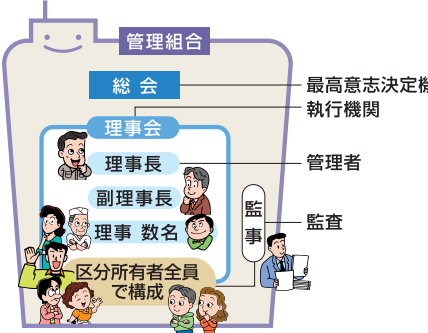 管理組合
総会
最高意志決定機
執行機関
理事会
理事長
管理者
副理事長
監事
監査
理事 数名
区分所有者全員
で構成